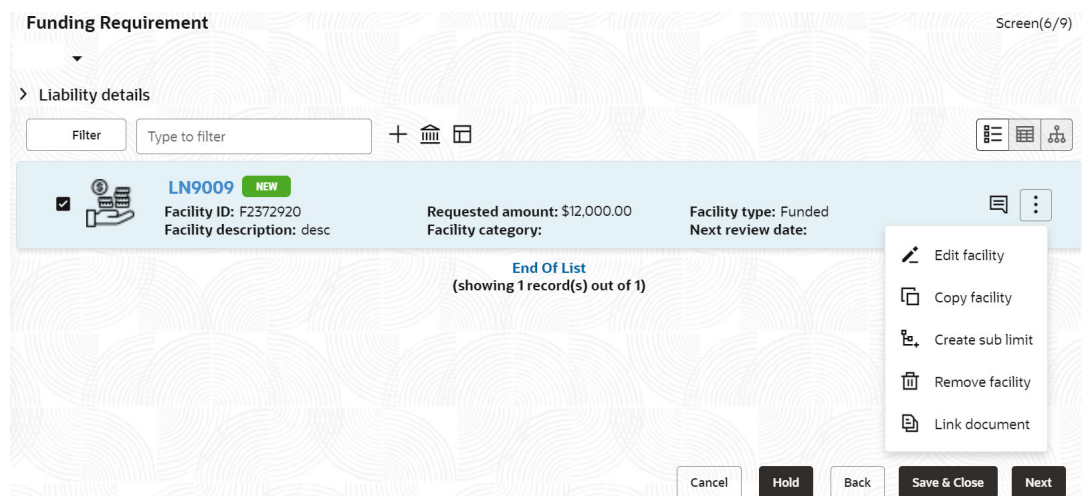 Funding Requirement
Screen(6/9)
Liability details
Filter
Type to filter
LN9009 NEW
Facility ID: F2372920 Requested amount: $12,000.00 Facility type: Funded
Facility description: desc Facility category: Next review date:
Edit facility
Copy facility
Create sub limit
Remove facility
Link document
End Of List
(showing 1 record(s) out of 1)
Cancel Hold Back Save & Close Next